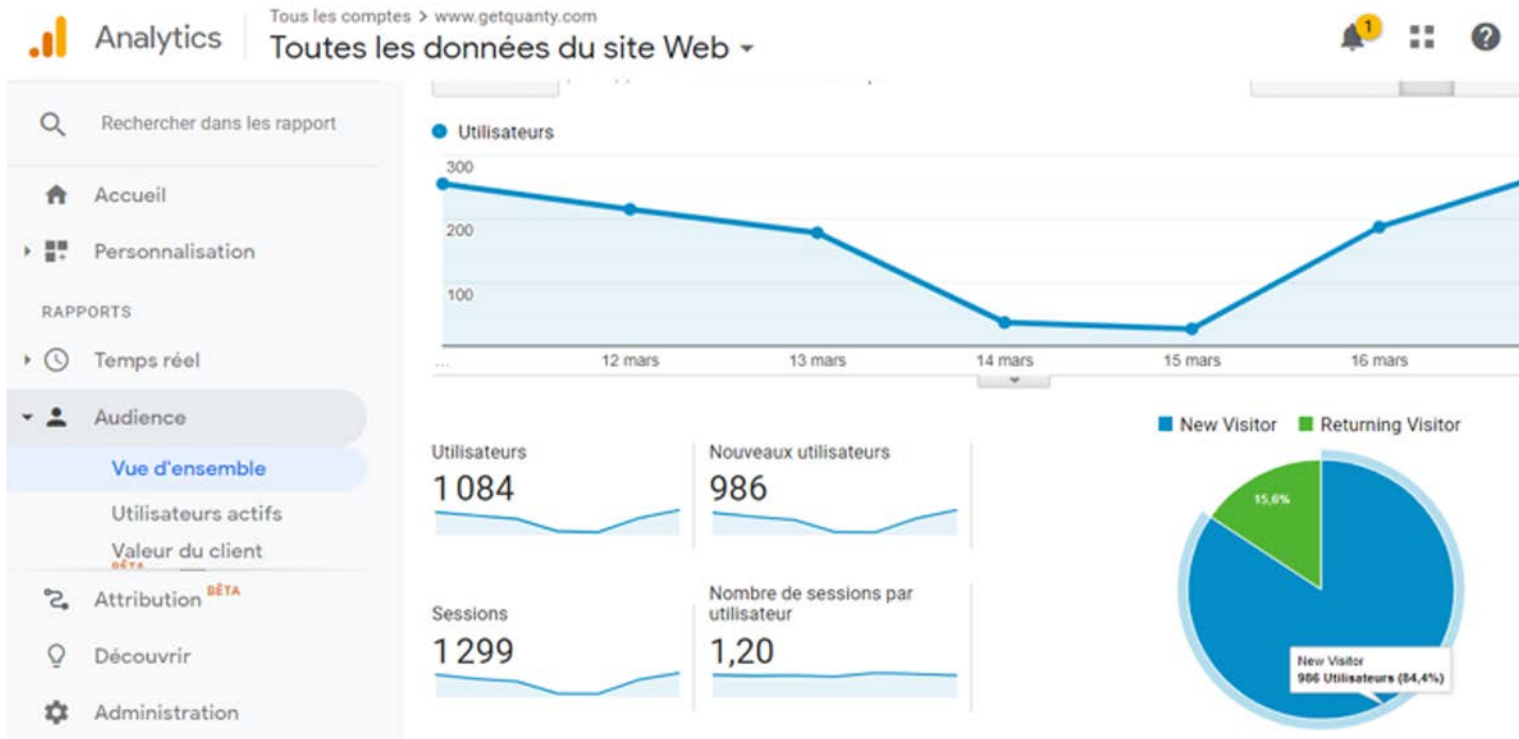 Analytics
Tous les comptes > www.getquanty.com
Toutes les données du site Web
1
Rechercher dans les rapport
Accueil
Personnalisation
RAPPORTS
Temps réel
Audience
Vue d'ensemble
Utilisateurs actifs
Valeur du client
BÊTA
Attribution BÊTA
Découvrir
Administration
Utilisateurs
300
200
100
...
12 mars
13 mars
14 mars
15 mars
16 mars
New Visitor
Returning Visitor
Utilisateurs
1 084
Nouveaux utilisateurs
986
Sessions
1 299
Nombre de sessions par
utilisateur
1,20
15,6%
New Visitor
986 Utilisateurs (84,4%)